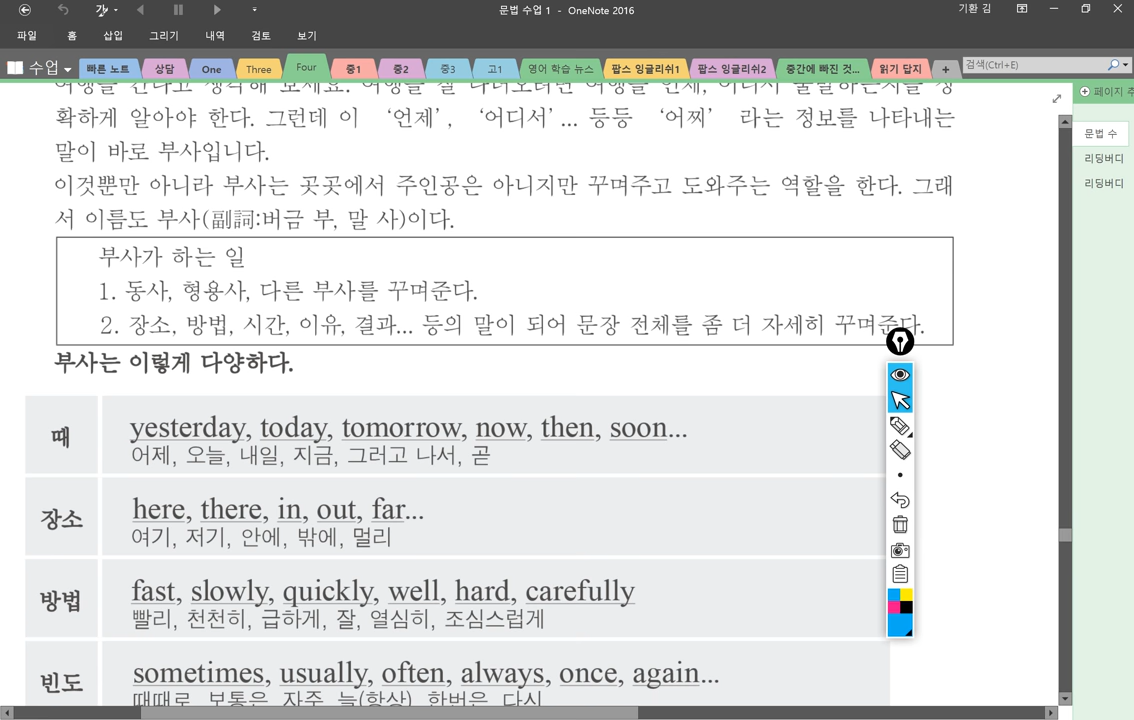 문법 수업 1 - OneNote 2016
기환 김
파일 홈 삽입 그리기 내역 검토 보기
수업 빠른 노트 상담 One Three Four 중1 중2 중3 고1 영어 학습 뉴스 팝스 잉글리쉬1 팝스 잉글리쉬2 중간에 빠진 것... 읽기 답지 + 검색(Ctrl+E)
페이지 추
문법 수
리딩버디
리딩버디
확하게 알아야 한다. 그런데 이 ‘언제’, ‘어디서’... 등등 ‘어찌’ 라는 정보를 나타내는
말이 바로 부사입니다.
이것뿐만 아니라 부사는 곳곳에서 주인공은 아니지만 꾸며주고 도와주는 역할을 한다. 그래
서 이름도 부사(副詞:버금 부, 말 사)이다.
부사가 하는 일
1. 동사, 형용사, 다른 부사를 꾸며준다.
2. 장소, 방법, 시간, 이유, 결과... 등의 말이 되어 문장 전체를 좀 더 자세히 꾸며준다.
부사는 이렇게 다양하다.
때
yesterday, today, tomorrow, now, then, soon...
어제, 오늘, 내일, 지금, 그러고 나서, 곧
장소
here, there, in, out, far...
여기, 저기, 안에, 밖에, 멀리
방법
fast, slowly, quickly, well, hard, carefully
빨리, 천천히, 급하게, 잘, 열심히, 조심스럽게
빈도
sometimes, usually, often, always, once, again...
때때로, 보통은, 자주, 늘(항상), 한번은, 다시